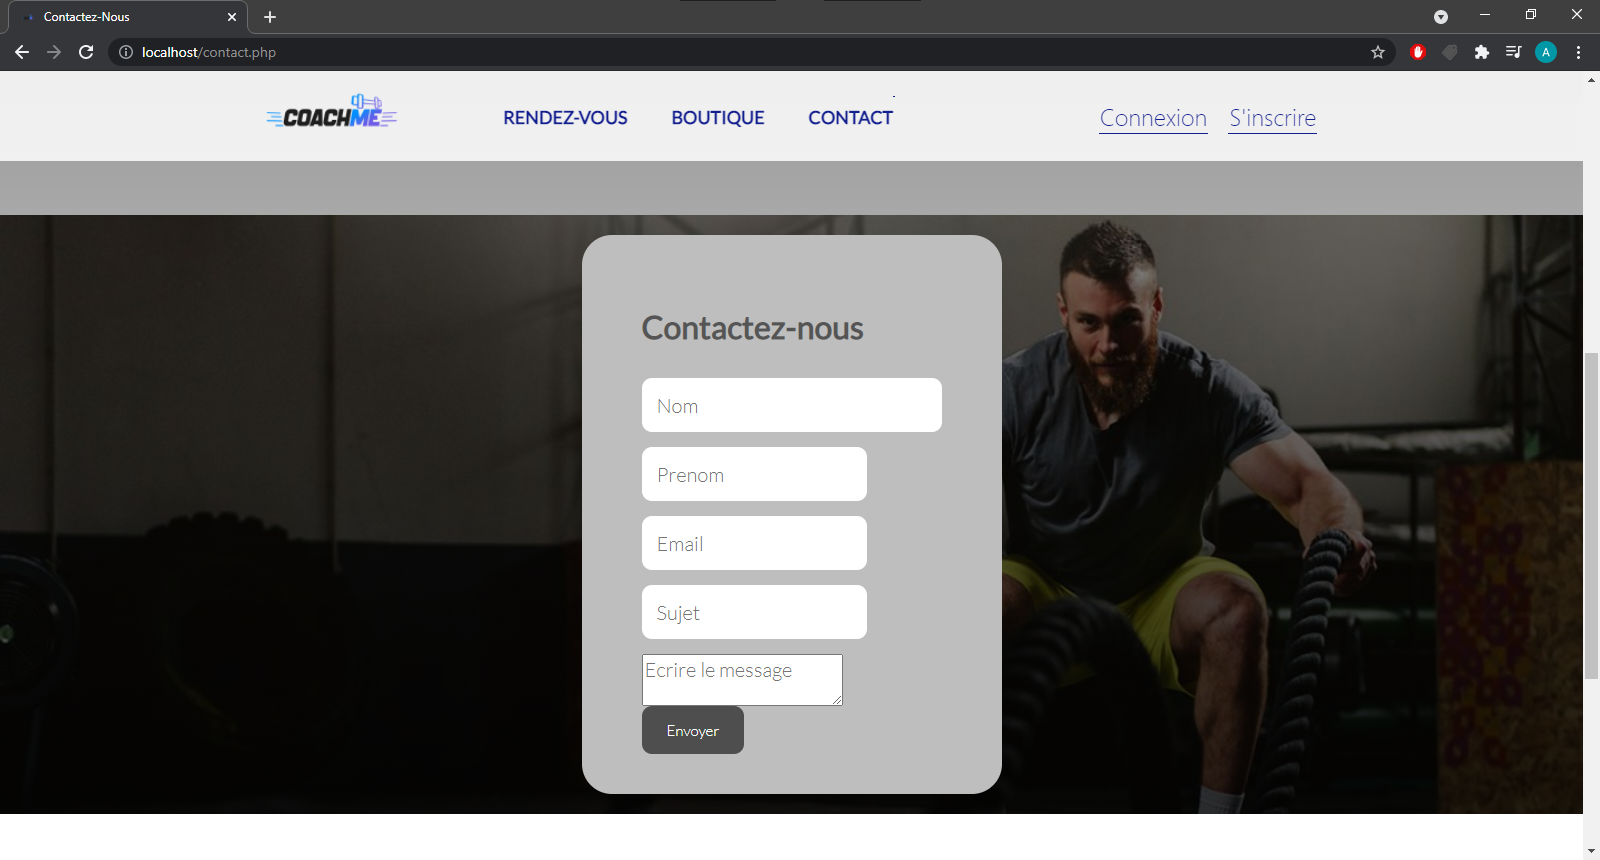 Contactez-Nous
localhost/contact.php
A
COACHME
RENDEZ-VOUS
BOUTIQUE
CONTACT
Connexion
S'inscrire
Contactez-nous
Nom
Prenom
Email
Sujet
Ecrire le message
Envoyer